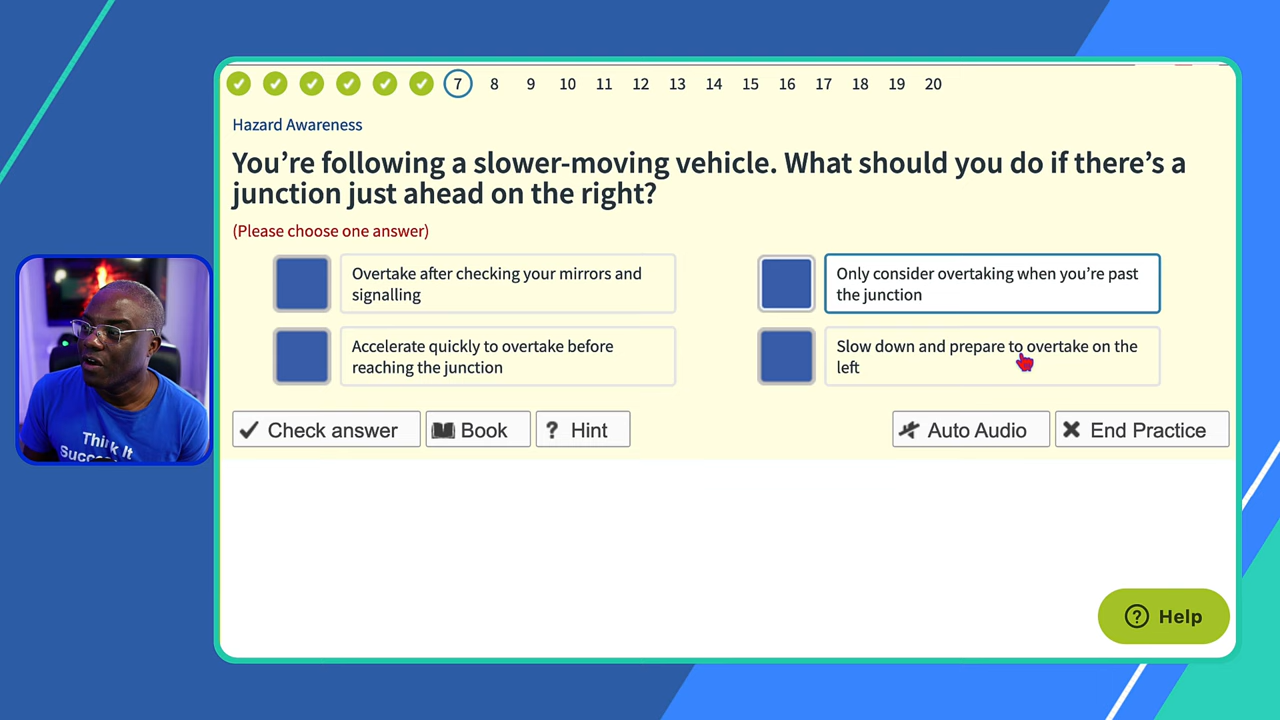 7 8 9 10 11 12 13 14 15 16 17 18 19 20
Hazard Awareness
You’re following a slower-moving vehicle. What should you do if there’s a
junction just ahead on the right?
(Please choose one answer)
Overtake after checking your mirrors and
signalling
Only consider overtaking when you’re past
the junction
Accelerate quickly to overtake before
reaching the junction
Slow down and prepare to overtake on the
left
Check answer
Book
? Hint
Auto Audio
End Practice
Think It
? Help